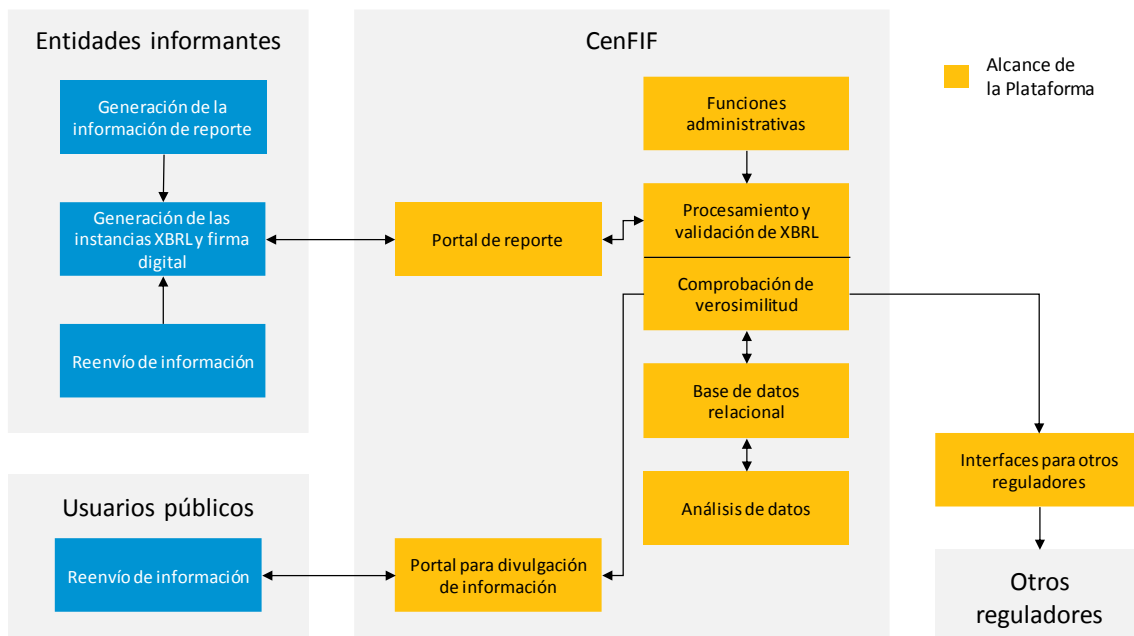 Entidades informantes
Generación de la
información de reporte
Generación de las
instancias XBRL y firma
digital
Reenvío de información
Usuarios públicos
Reenvío de información
CenFIF
Funciones
administrativas
Portal de reporte
Procesamiento y
validación de XBRL
Comprobación de
verosimilitud
Base de datos
relacional
Análisis de datos
Portal para divulgación
de información
Alcance de
la Plataforma
Interfaces para otros
reguladores
Otros
reguladores